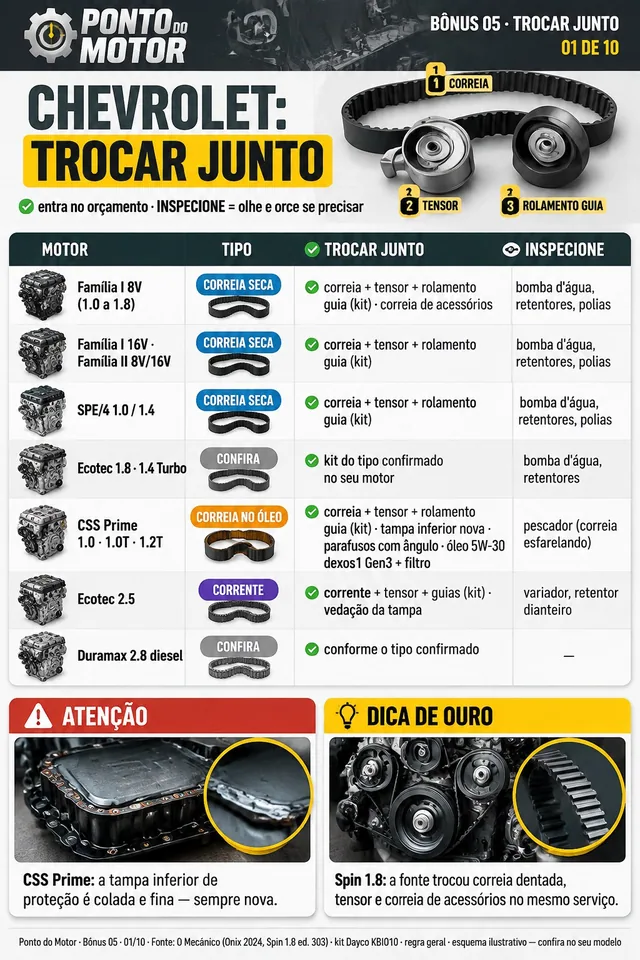 PONTO DO
MOTOR
BÔNUS 05 · TROCAR JUNTO
01 DE 10
CHEVROLET:
TROCAR JUNTO
entra no orçamento · INSPECIONE = olhe e orce se precisar
1
1 CORREIA
2
2 TENSOR
2
3 ROLAMENTO GUIA
MOTOR
TIPO
TROCAR JUNTO
INSPECIONE
Família I 8V
(1.0 a 1.8)
CORREIA SECA
correia + tensor + rolamento
guia (kit) · correia de acessórios
bomba d'água,
retentores, polias
Família I 16V ·
Família II 8V/16V
CORREIA SECA
correia + tensor + rolamento
guia (kit)
bomba d'água,
retentores, polias
SPE/4 1.0 / 1.4
CORREIA SECA
correia + tensor + rolamento
guia (kit)
bomba d'água,
retentores, polias
Ecotec 1.8 · 1.4 Turbo
CONFIRA
kit do tipo confirmado
no seu motor
bomba d'água,
retentores
CSS Prime
1.0 · 1.0T · 1.2T
CORREIA NO ÓLEO
correia + tensor + rolamento
guia (kit) · tampa inferior nova ·
parafusos com ângulo · óleo 5W-30
dexos1 Gen3 + filtro
pescador (correia
esfarelando)
Ecotec 2.5
CORRENTE
corrente + tensor + guias (kit) ·
vedação da tampa
variador, retentor
dianteiro
Duramax 2.8 diesel
CONFIRA
conforme o tipo confirmado
—
ATENÇÃO
CSS Prime: a tampa inferior de
proteção é colada e fina — sempre nova.
DICA DE OURO
Spin 1.8: a fonte trocou correia dentada,
tensor e correia de acessórios no mesmo serviço.
Ponto do Motor · Bônus 05 · 01/10 · Fonte: O Mecánico (Onix 2024, Spin 1.8 ed. 303) · kit Dayco KBI010 · regra geral · esquema ilustrativo — confira no seu modelo